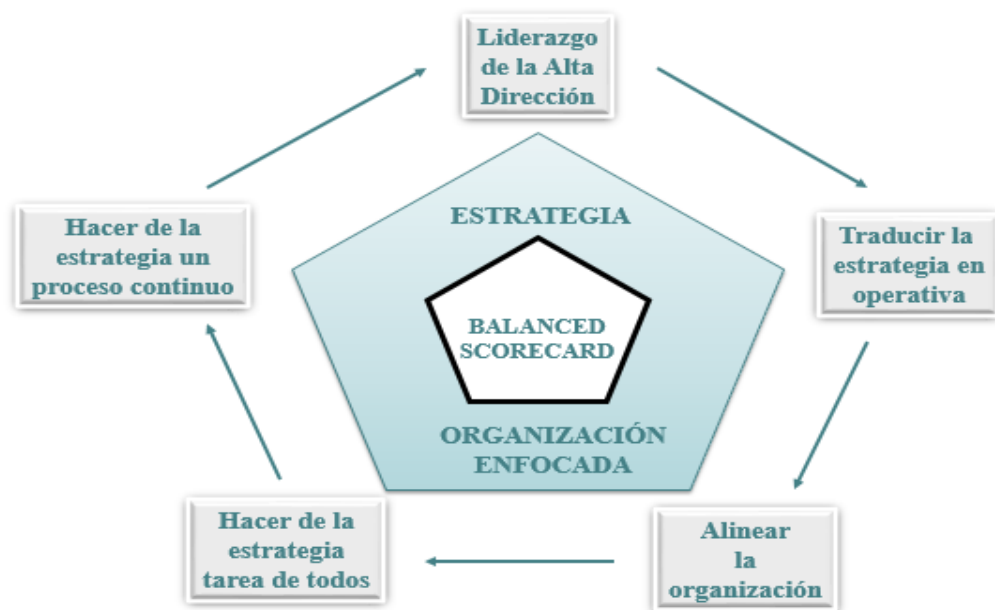 Liderazgo
de la Alta
Dirección
Traducir la
estrategia en
operativa
Alinear
la
organización
Hacer de la
estrategia
tarea de todos
Hacer de la
estrategia un
proceso continuo
ESTRATEGIA
BALANCED
SCORECARD
ORGANIZACIÓN
ENFOCADA